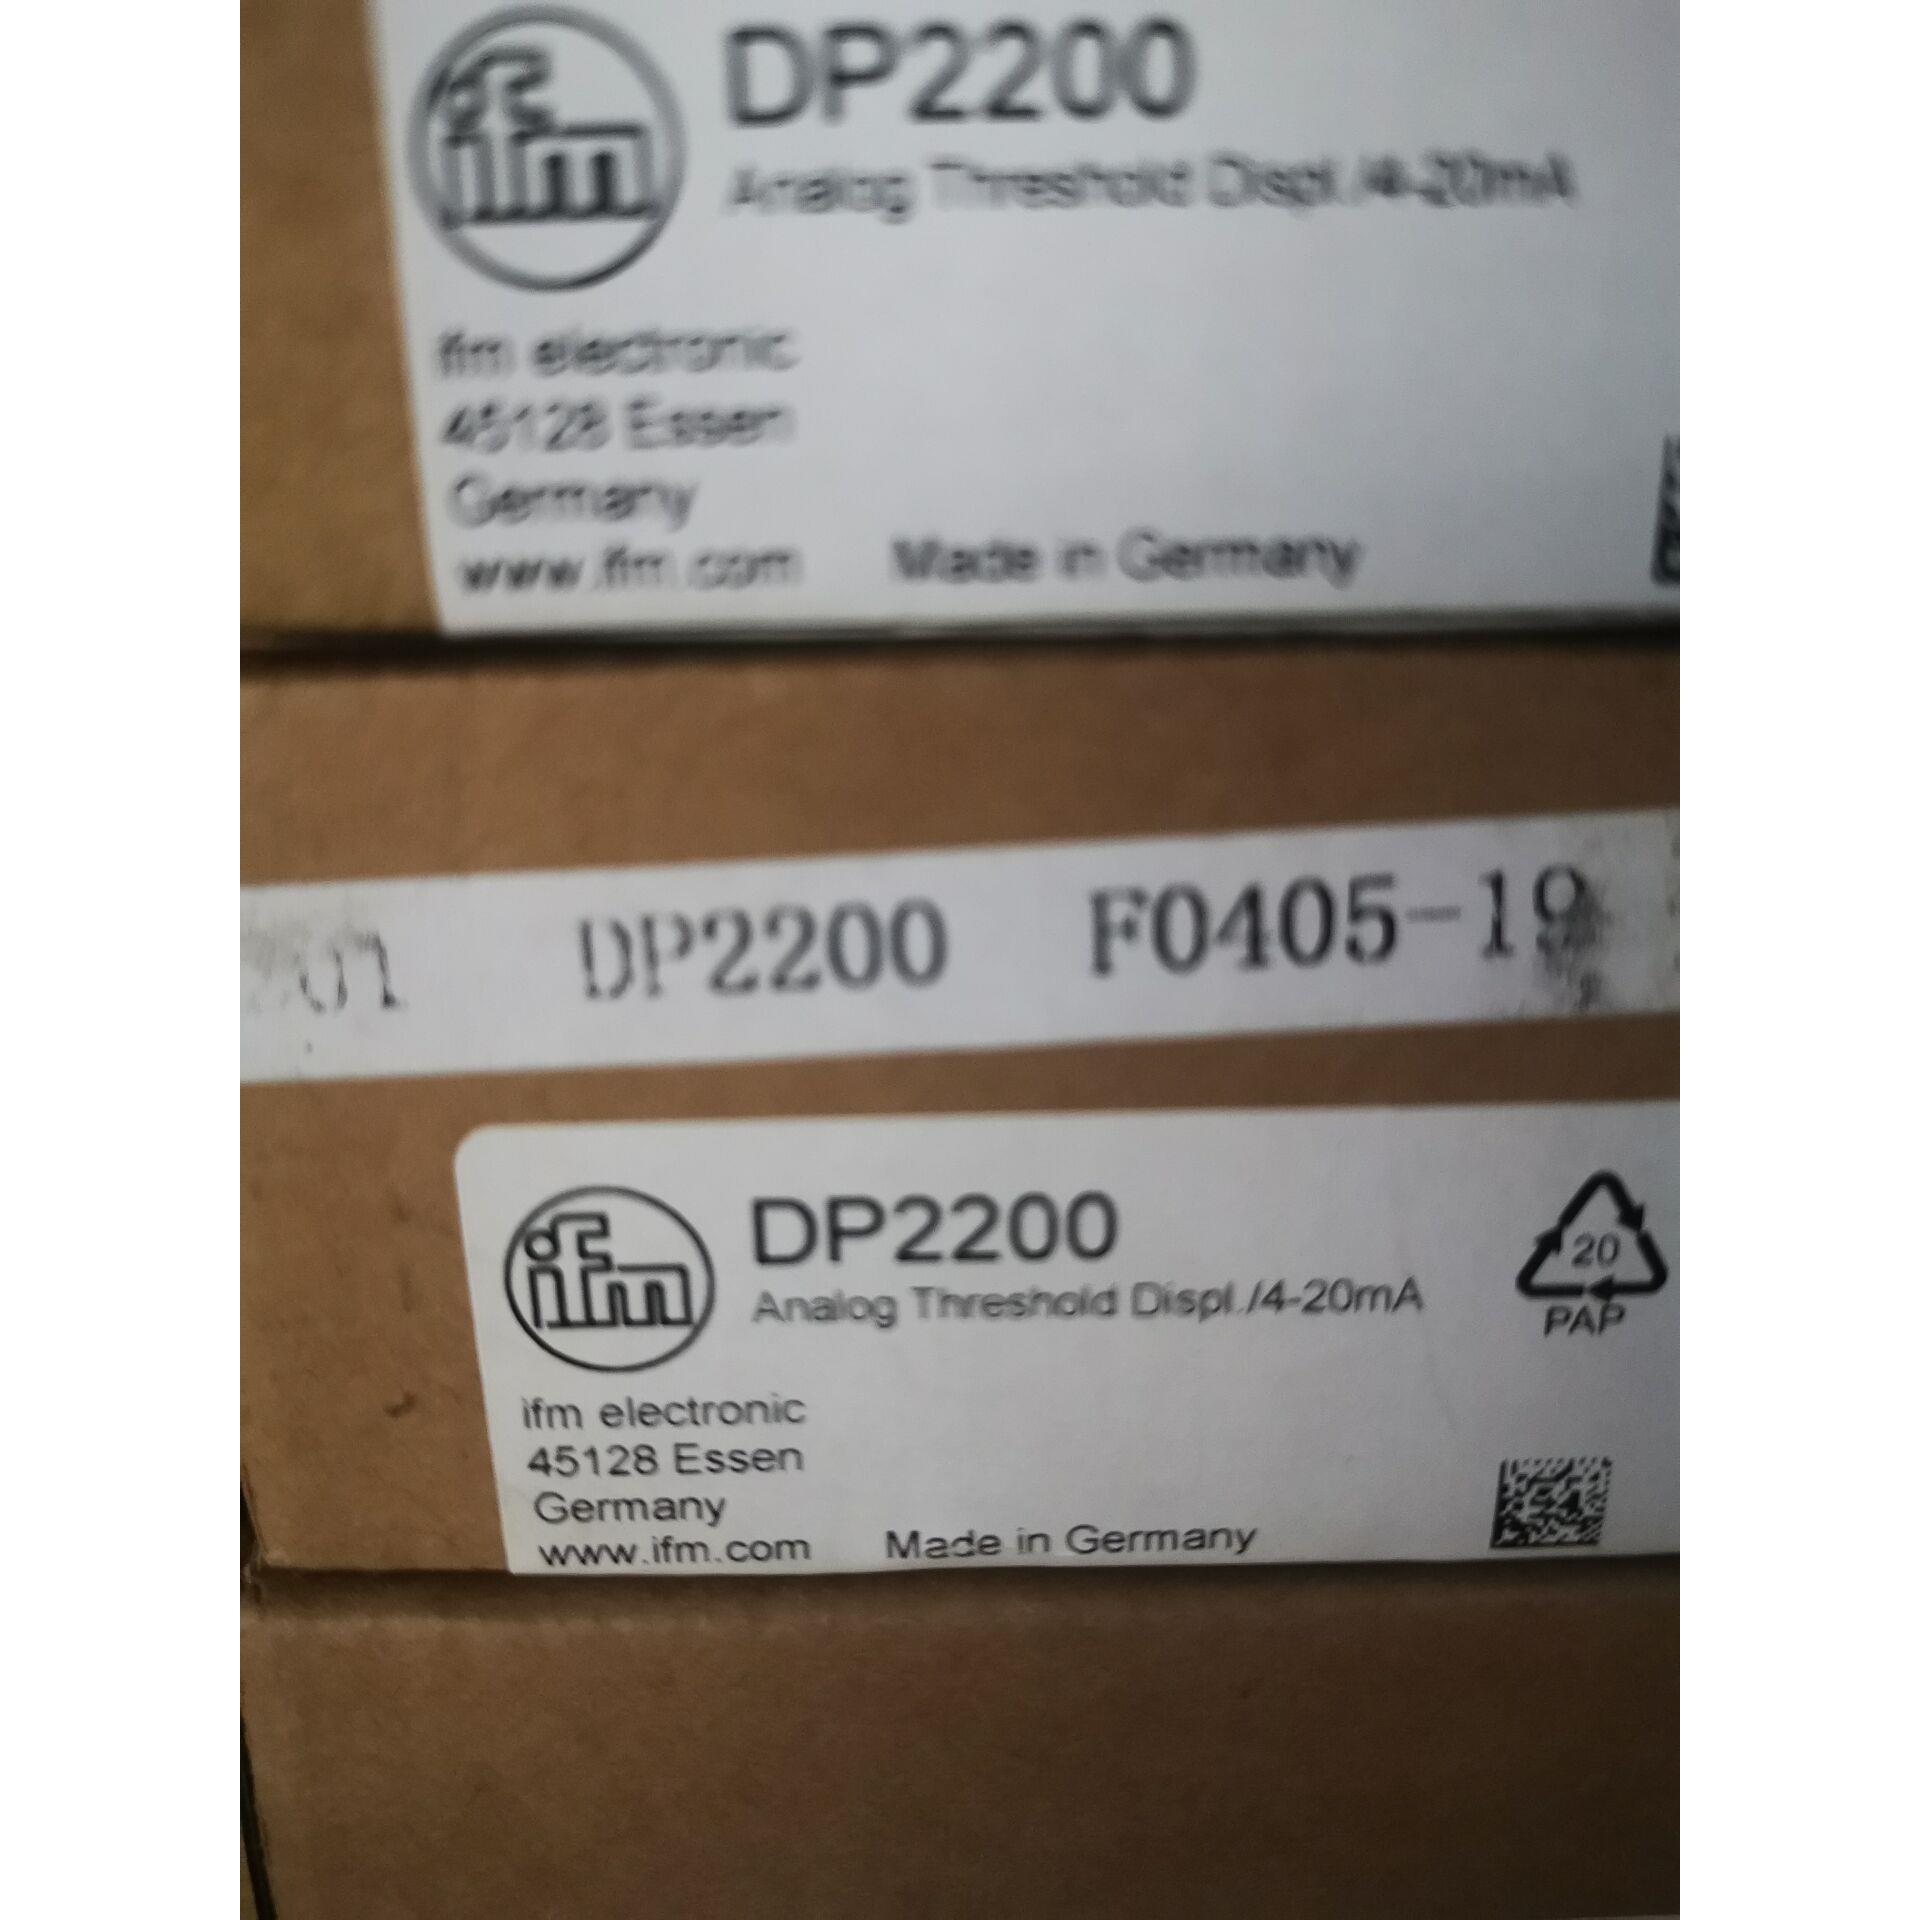 ifm
DP2200
Analog Threshold Displ./4-20mA
ifm electronic
45128 Essen
Germany
www.ifm.com Made in Germany
DP2200 F0405-19
ifm
DP2200
Analog Threshold Displ./4-20mA
20
PAP
ifm electronic
45128 Essen
Germany
www.ifm.com Made in Germany